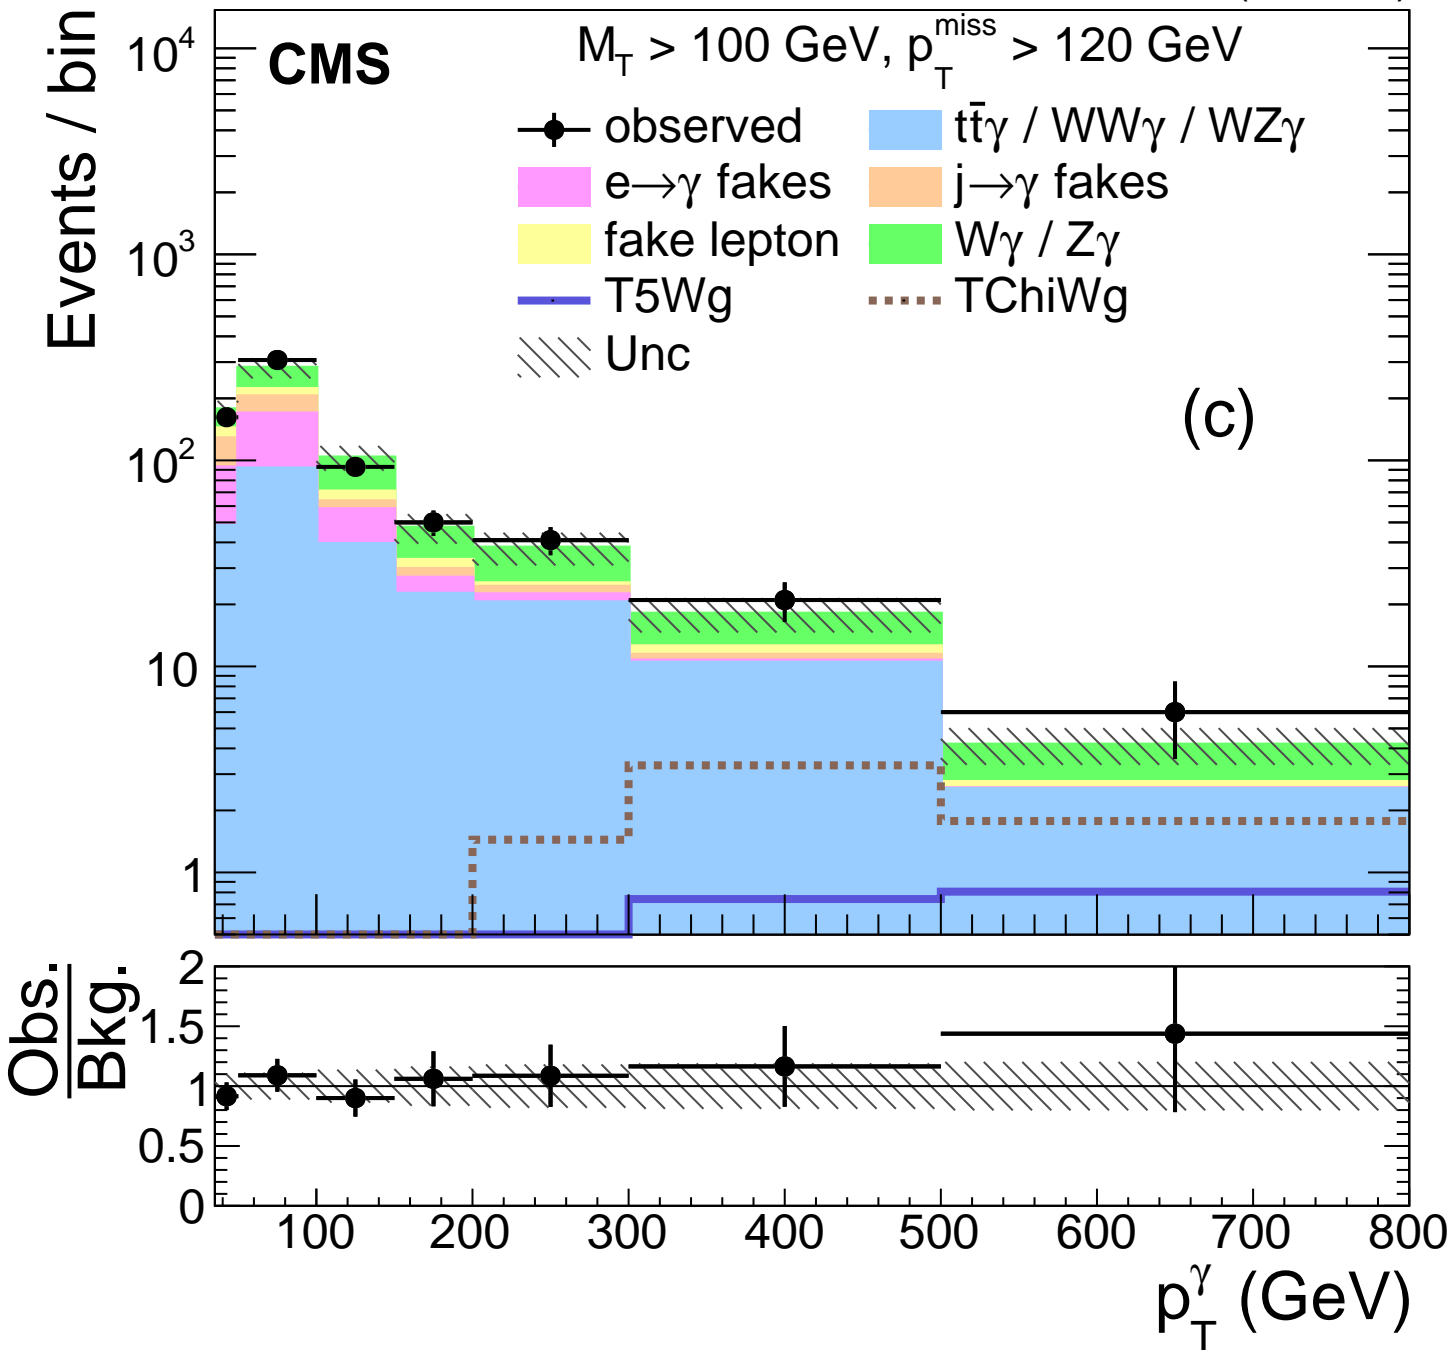 CMS
M_T > 100 GeV, p_T^miss > 120 GeV
observed
tt̄γ / WWγ / WZγ
e→γ fakes
j→γ fakes
fake lepton
Wγ / Zγ
T5Wg
TChiWg
Unc
(c)
Events / bin
10^4
10^3
10^2
10
1
Obs.
Bkg.
2
1.5
1
0.5
0
100 200 300 400 500 600 700 800
p_T^γ (GeV)